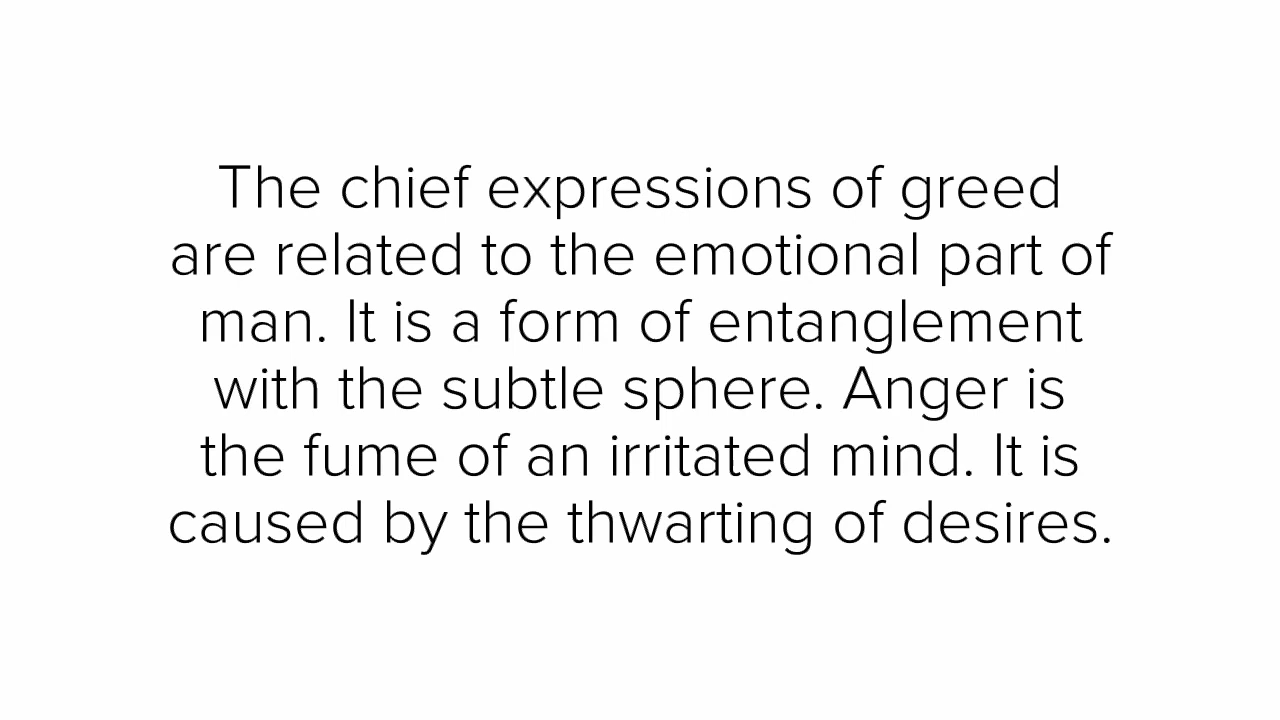 The chief expressions of greed
are related to the emotional part of
man. It is a form of entanglement
with the subtle sphere. Anger is
the fume of an irritated mind. It is
caused by the thwarting of desires.